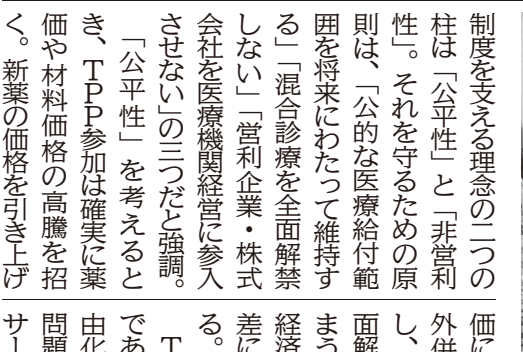 制度を支える理念の二つの
柱は「公平性」と「非営利
性」。それを守るための原
則は、「公的な医療給付範
囲を将来にわたって維持す
る」「混合診療を全面解禁
しない」「営利企業・株式
会社を医療機関経営に参入
させない」の三つだと強調。
「公平性」を考えると
き、TPP参加は確実に薬
価や材料価格の高騰を招
く。新薬の価格を引き上げ
価に
外併
し、
面解
まう
経済
差に
る。
T
であ
由化
問題
サー